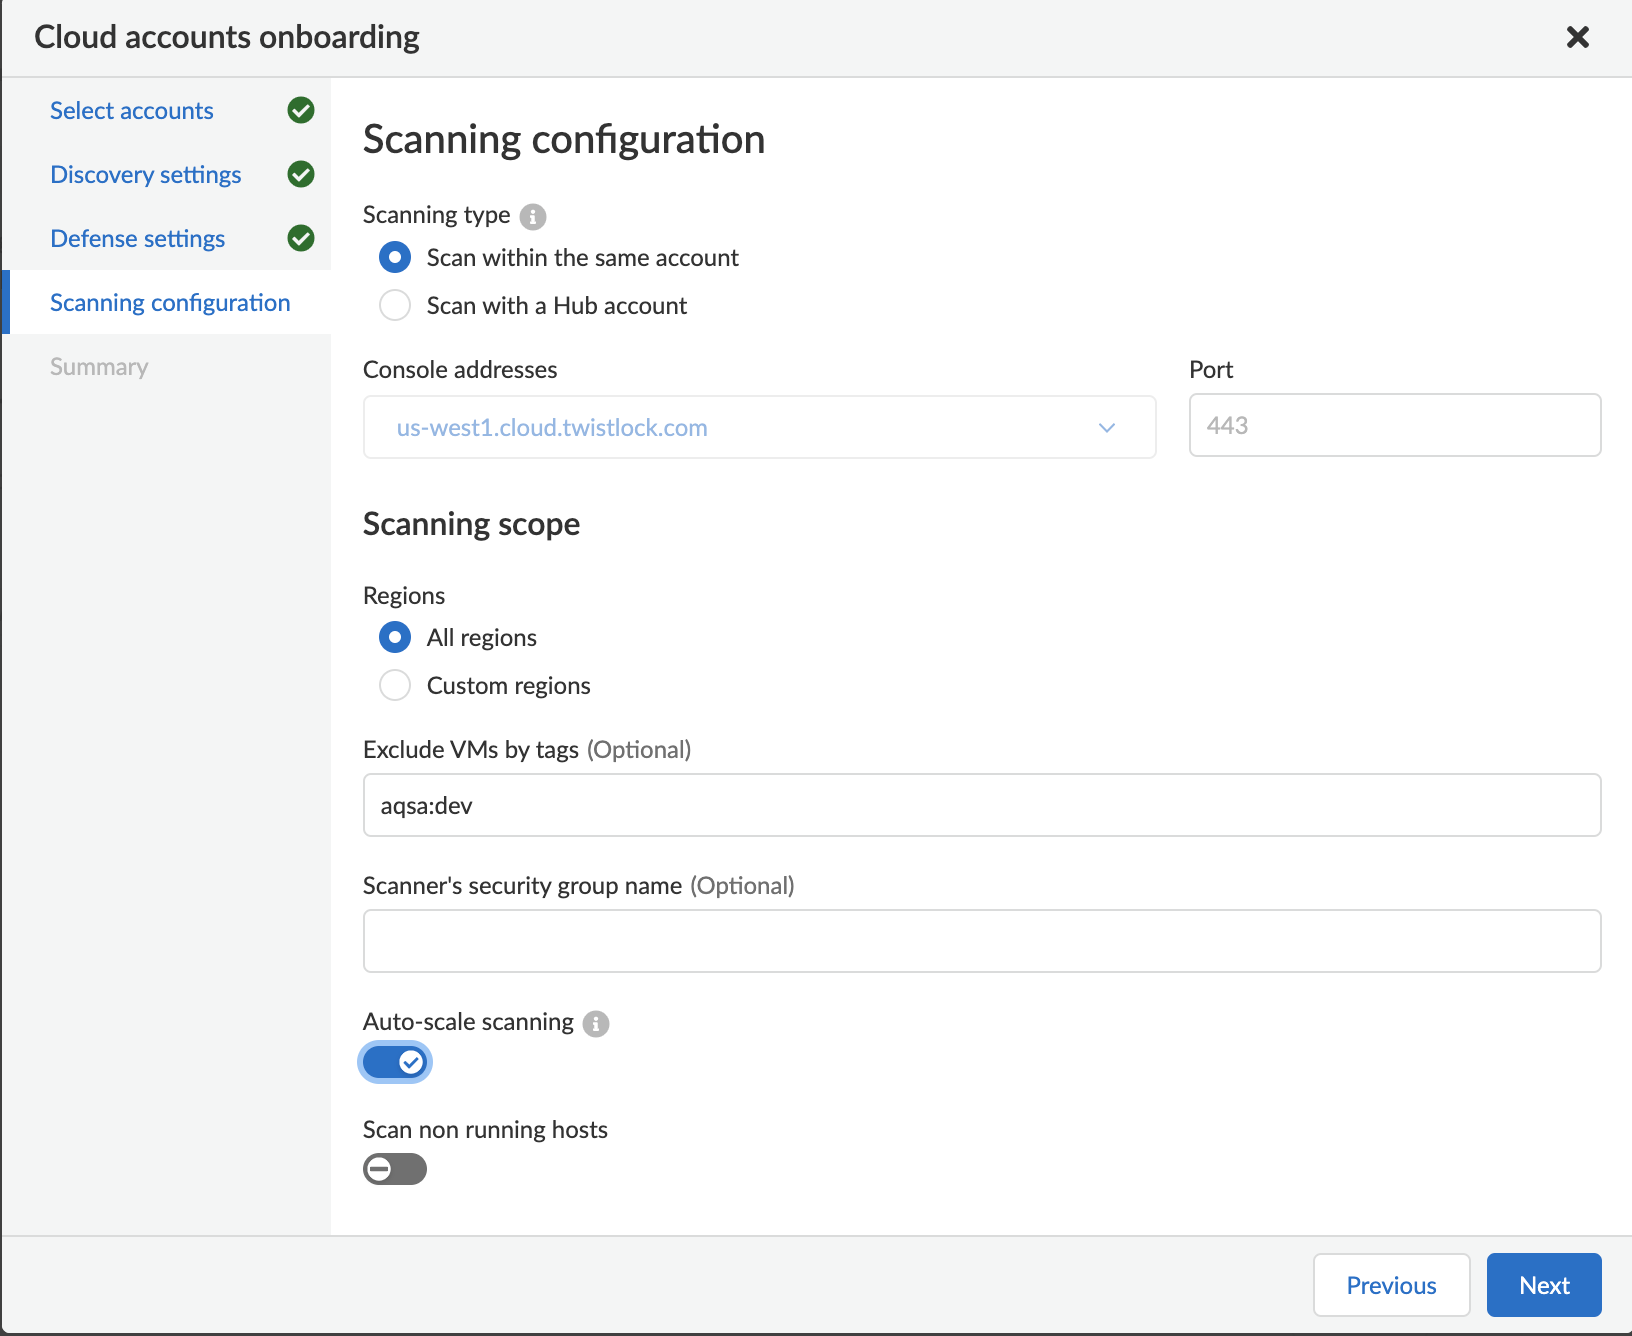 Cloud accounts onboarding
Select accounts
Discovery settings
Defense settings
Scanning configuration
Summary
Scanning configuration
Scanning type
Scan within the same account
Scan with a Hub account
Console addresses
Port
us-west1.cloud.twistlock.com
443
Scanning scope
Regions
All regions
Custom regions
Exclude VMs by tags (Optional)
aqsa:dev
Scanner's security group name (Optional)
Auto-scale scanning
Scan non running hosts
Previous
Next